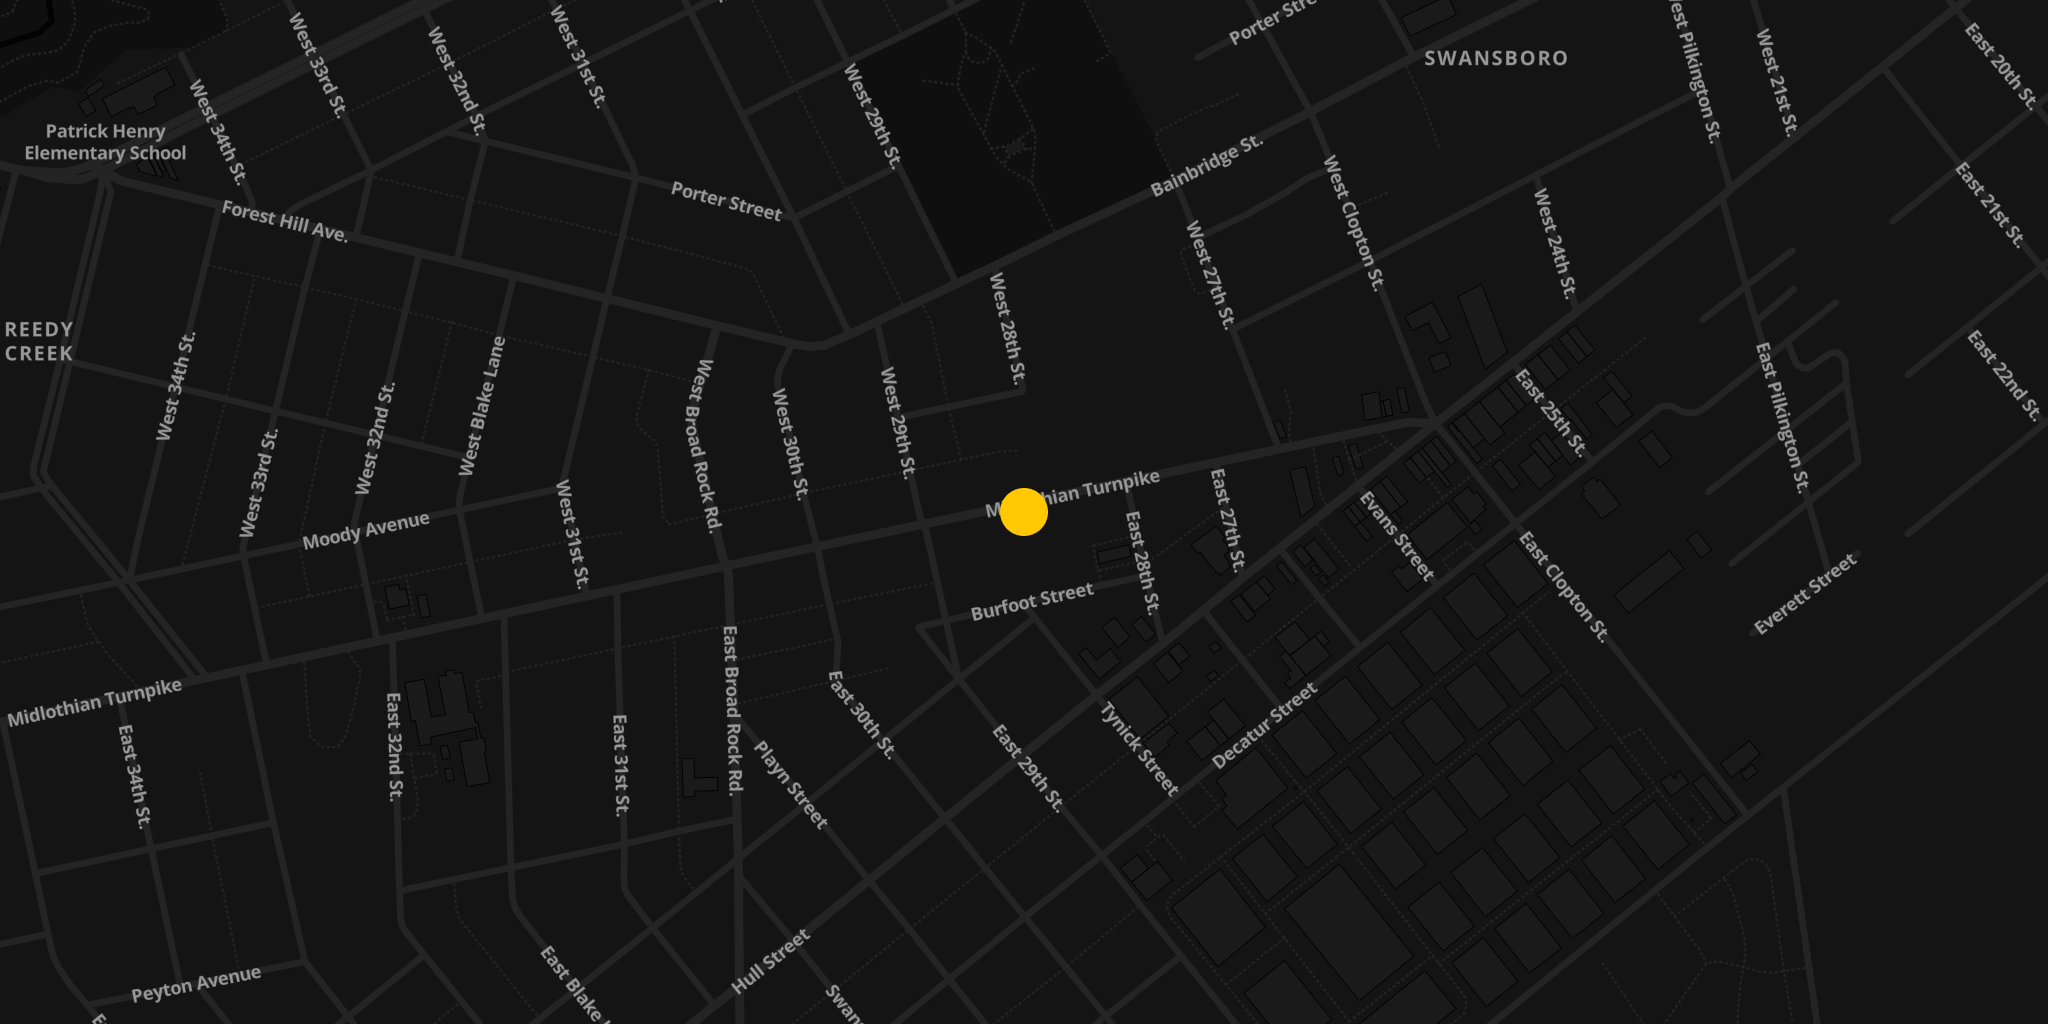 West 33rd St.
West 32nd St.
West 31st St.
Porter Stre
SWANSBORO
est Pilkington St.
West 21st St.
East 20th St.
West 34th St.
West 29th St.
Patrick Henry
Elementary School
Bainbridge St.
West Clopton St.
East 21st St.
Porter Street
Forest Hill Ave.
West 24th St.
West 27th St.
West 28th St.
REEDY
CREEK
West 34th St.
West 33rd St.
West 32nd St.
West Blake Lane
West Broad Rock Rd.
West 30th St.
West 29th St.
East 25th St.
East Pilkington St.
East 22nd St.
Moody Avenue
West 31st St.
M
hian Turnpike
East 27th St.
East 28th St.
Evans Street
East Clopton St.
Everett Street
Burfoot Street
Midlothian Turnpike
East 34th St.
East 32nd St.
East 31st St.
East Broad Rock Rd.
Playn Street
East 30th St.
East 29th St.
Tynick Street
Decatur Street
Peyton Avenue
East Blake
Hull Street
Swan